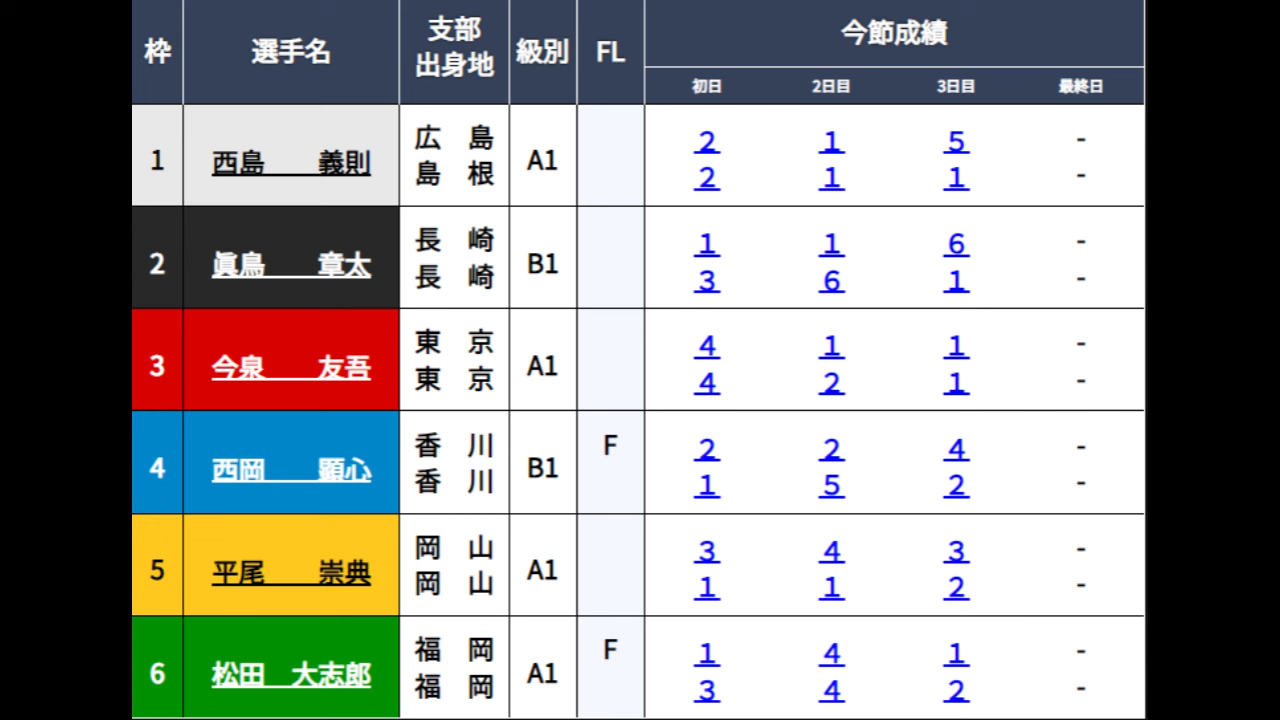 枠 選手名 支部 出身地 級別 FL 今節成績
初日 2日目 3日目 最終日
1 西島 義則 広島 A1 2 1 5 -
島根 2 1 1 -
2 眞鳥 章太 長崎 B1 1 1 6 -
長崎 3 6 1 -
3 今泉 友吾 東京 A1 4 1 1 -
東京 4 2 1 -
4 西岡 顕心 香川 B1 F 2 2 4 -
香川 1 5 2 -
5 平尾 崇典 岡山 A1 3 4 3 -
岡山 1 1 2 -
6 松田 大志郎 福岡 A1 F 1 4 1 -
福岡 3 4 2 -